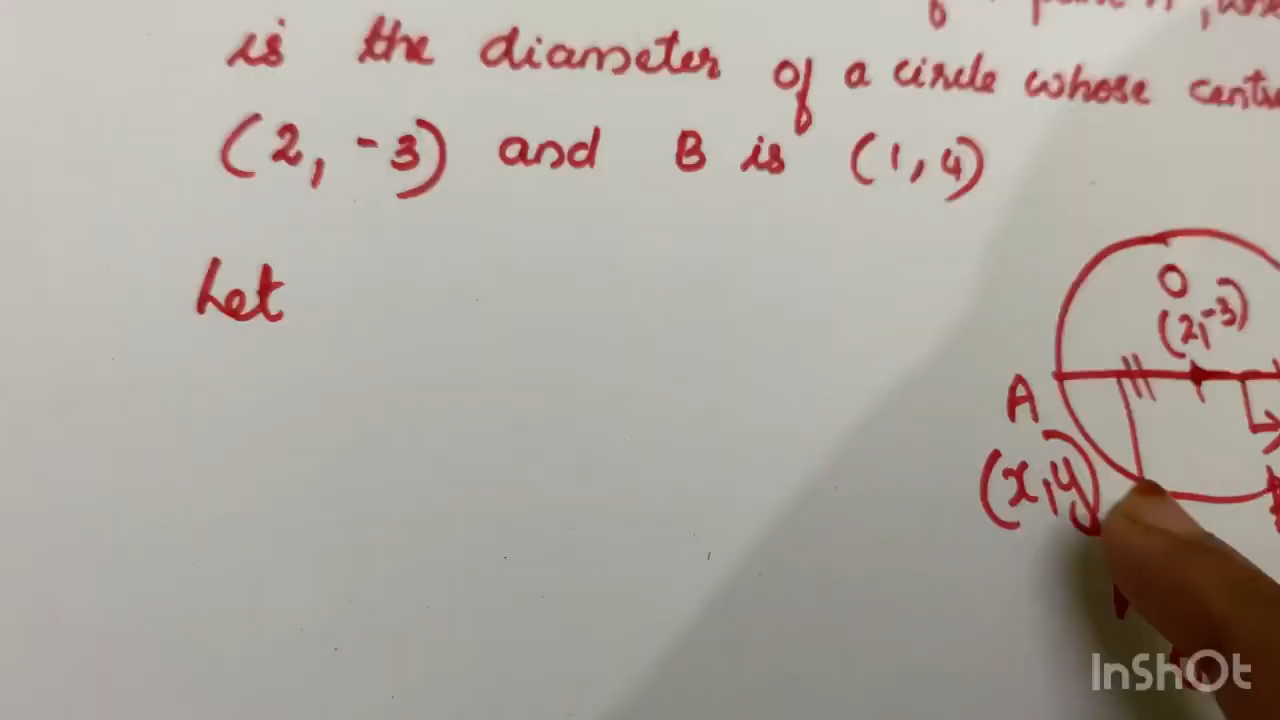 is the diameter of a circle whose
(2, -3) and B is (1, 4)
Let
O
(2, -3)
A
(x, y)
InShOt